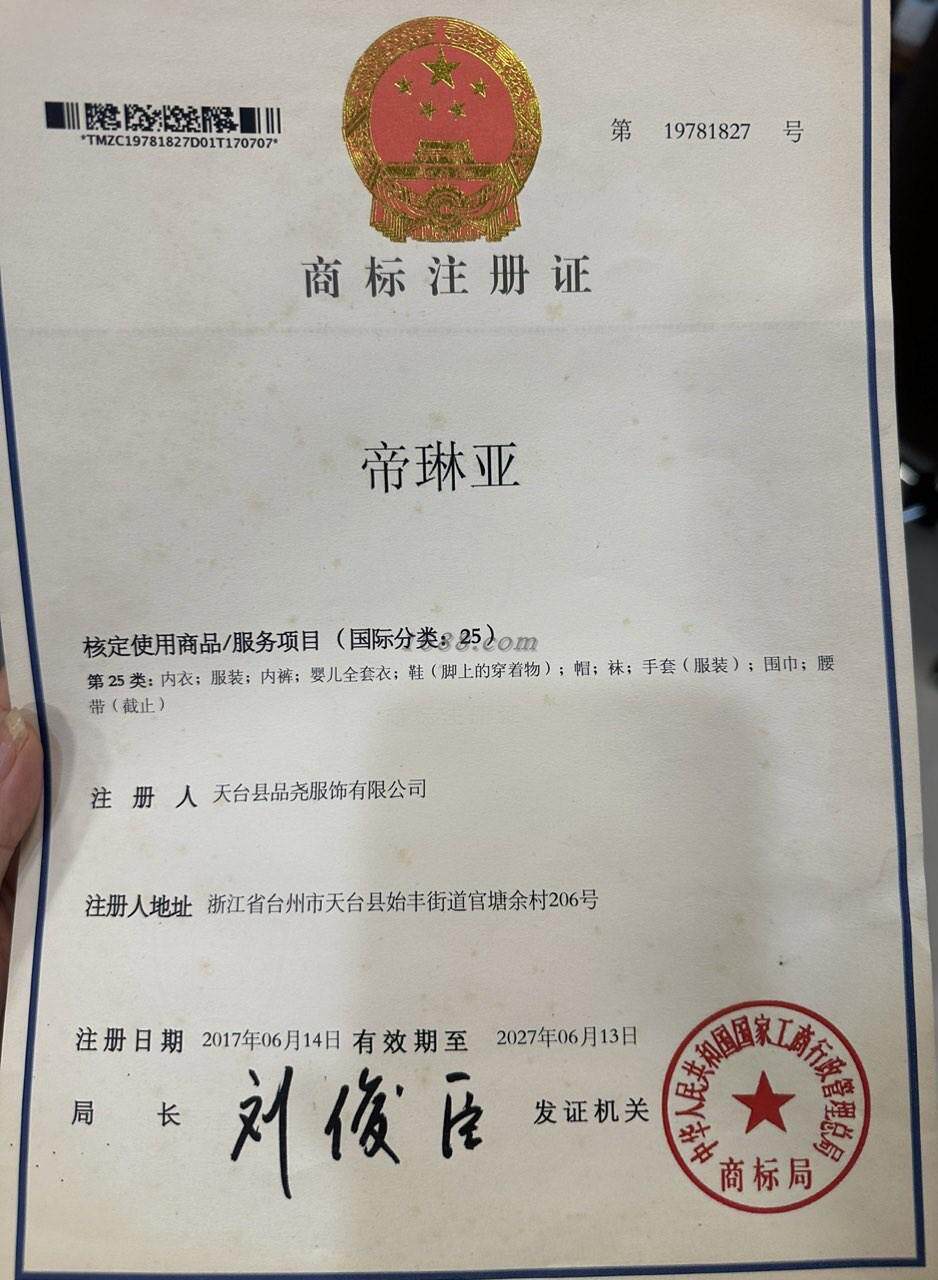 *TMZC19781827D01T170707*
第 19781827 号
商标注册证
帝琳亚
核定使用商品/服务项目（国际分类：25）
第25类：内衣；服装；内裤；婴儿全套衣；鞋（脚上的穿着物）；帽；袜；手套（服装）；围巾；腰
带（截止）
注册人 天台县品尧服饰有限公司
注册人地址 浙江省台州市天台县始丰街道官塘余村206号
注册日期 2017年06月14日 有效期至 2027年06月13日
局长 刘俊臣 发证机关
中华人民共和国国家工商行政管理总局
商标局